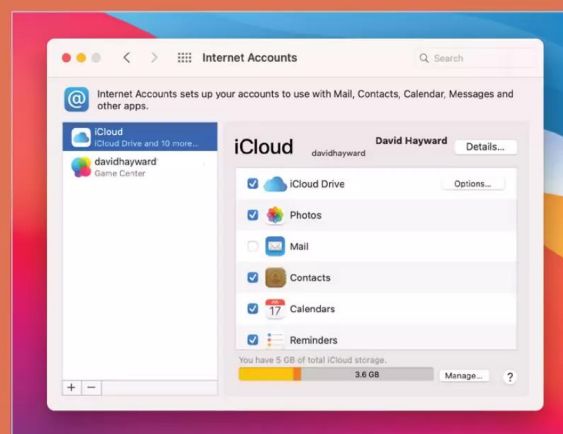 Internet Accounts
Search
Internet Accounts sets up your accounts to use with Mail, Contacts, Calendar, Messages and
other apps.
iCloud
iCloud Drive and 10 more...
davidhayward
Game Center
iCloud
davidhayward
David Hayward
Details...
iCloud Drive
Options...
Photos
Mail
Contacts
JUL
17
Calendars
Reminders
You have 5 GB of total iCloud storage.
3.6 GB
Manage...
?
+ −